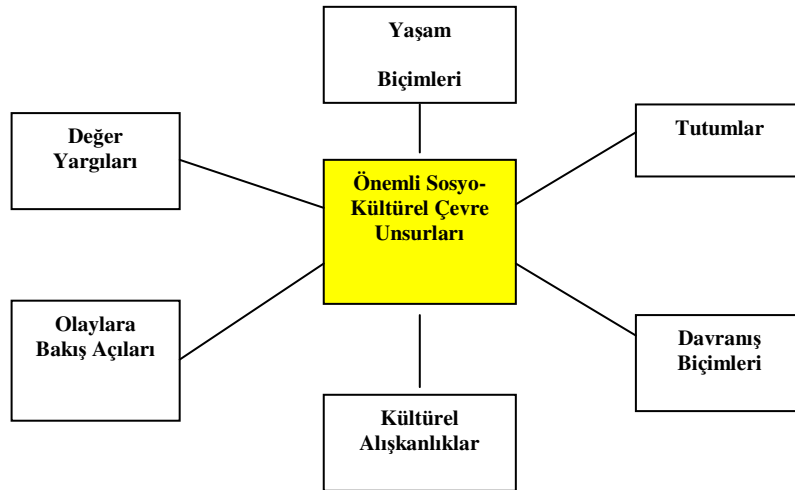 Yaşam
Biçimleri
Değer
Yargıları
Tutumlar
Önemli Sosyo-
Kültürel Çevre
Unsurları
Olaylara
Bakış Açıları
Davranış
Biçimleri
Kültürel
Alışkanlıklar